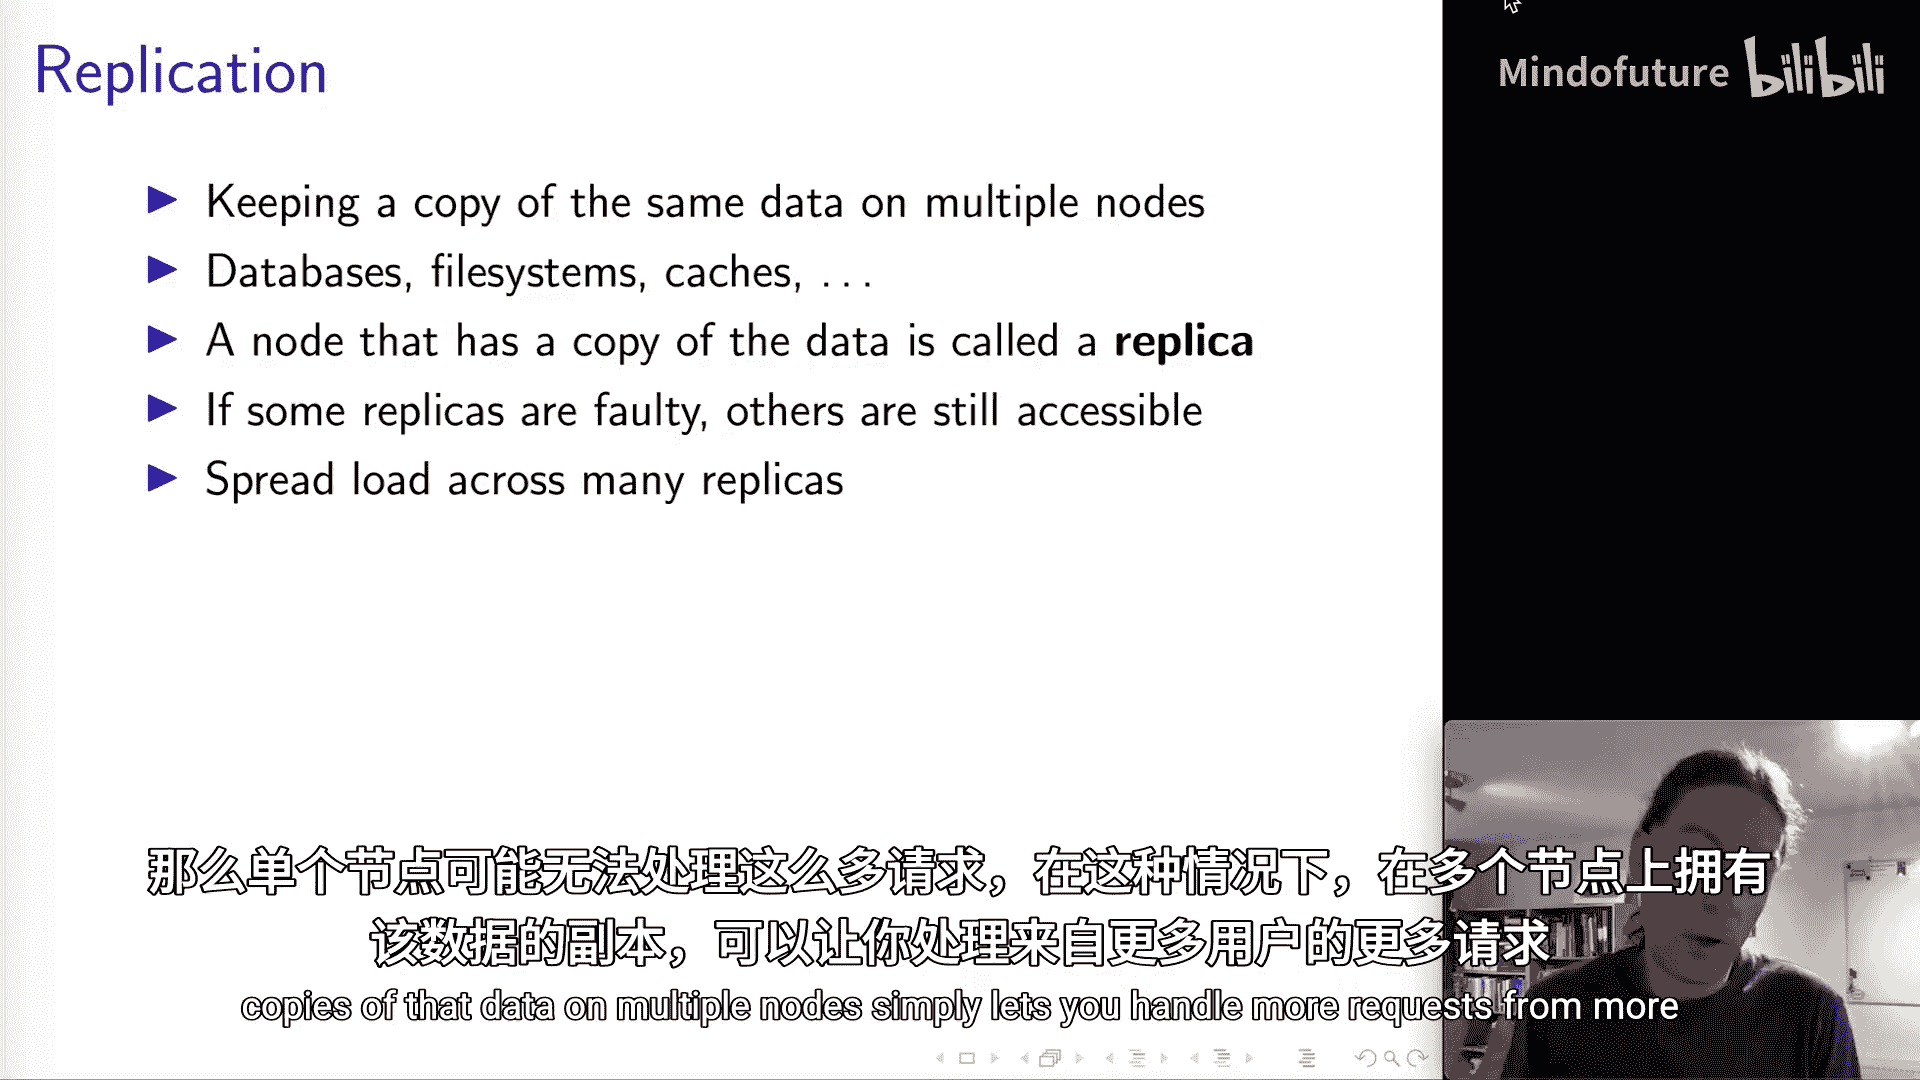 Replication
Mindofuture bilibili
Keeping a copy of the same data on multiple nodes
Databases, filesystems, caches, ...
A node that has a copy of the data is called a replica
If some replicas are faulty, others are still accessible
Spread load across many replicas
那么单个节点可能无法处理这么多请求，在这种情况下，在多个节点上拥有
该数据的副本，可以让你处理来自更多用户的更多请求
copies of that data on multiple nodes simply lets you handle more requests from more